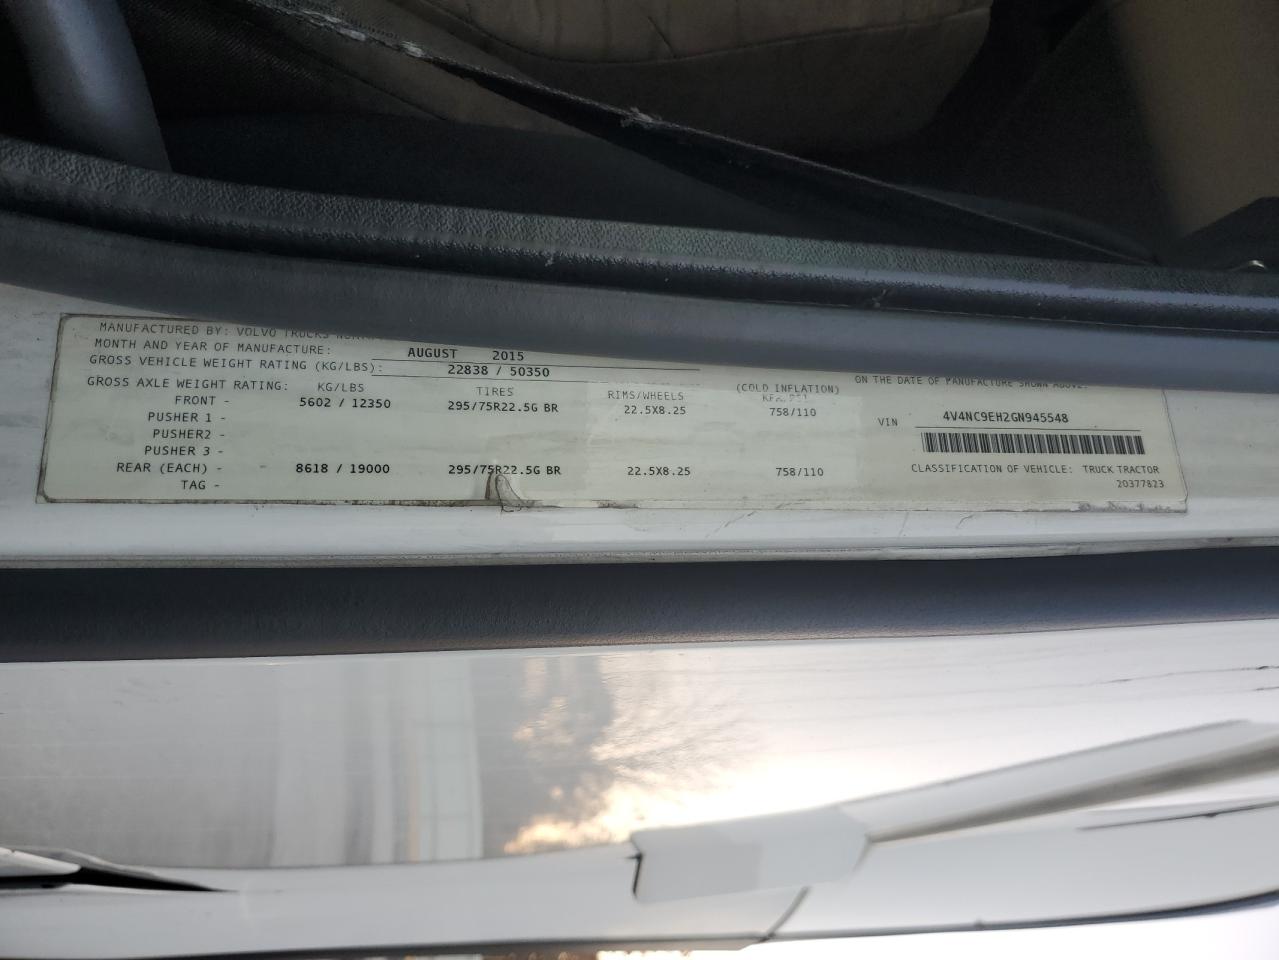 MANUFACTURED BY: VOLVO TRUCKS
MONTH AND YEAR OF MANUFACTURE: AUGUST 2015
GROSS VEHICLE WEIGHT RATING (KG/LBS): 22838 / 50350
GROSS AXLE WEIGHT RATING: KG/LBS TIRES RIMS/WHEELS (COLD INFLATION)
FRONT - 5602 / 12350 295/75R22.5G BR 22.5X8.25 758/110
PUSHER 1 -
PUSHER2 -
PUSHER 3 -
REAR (EACH) - 8618 / 19000 295/75R22.5G BR 22.5X8.25 758/110
TAG -
ON THE DATE OF MANUFACTURE SHOWN ABOVE.
VIN 4V4NC9EH2GN945548
CLASSIFICATION OF VEHICLE: TRUCK TRACTOR
20377823